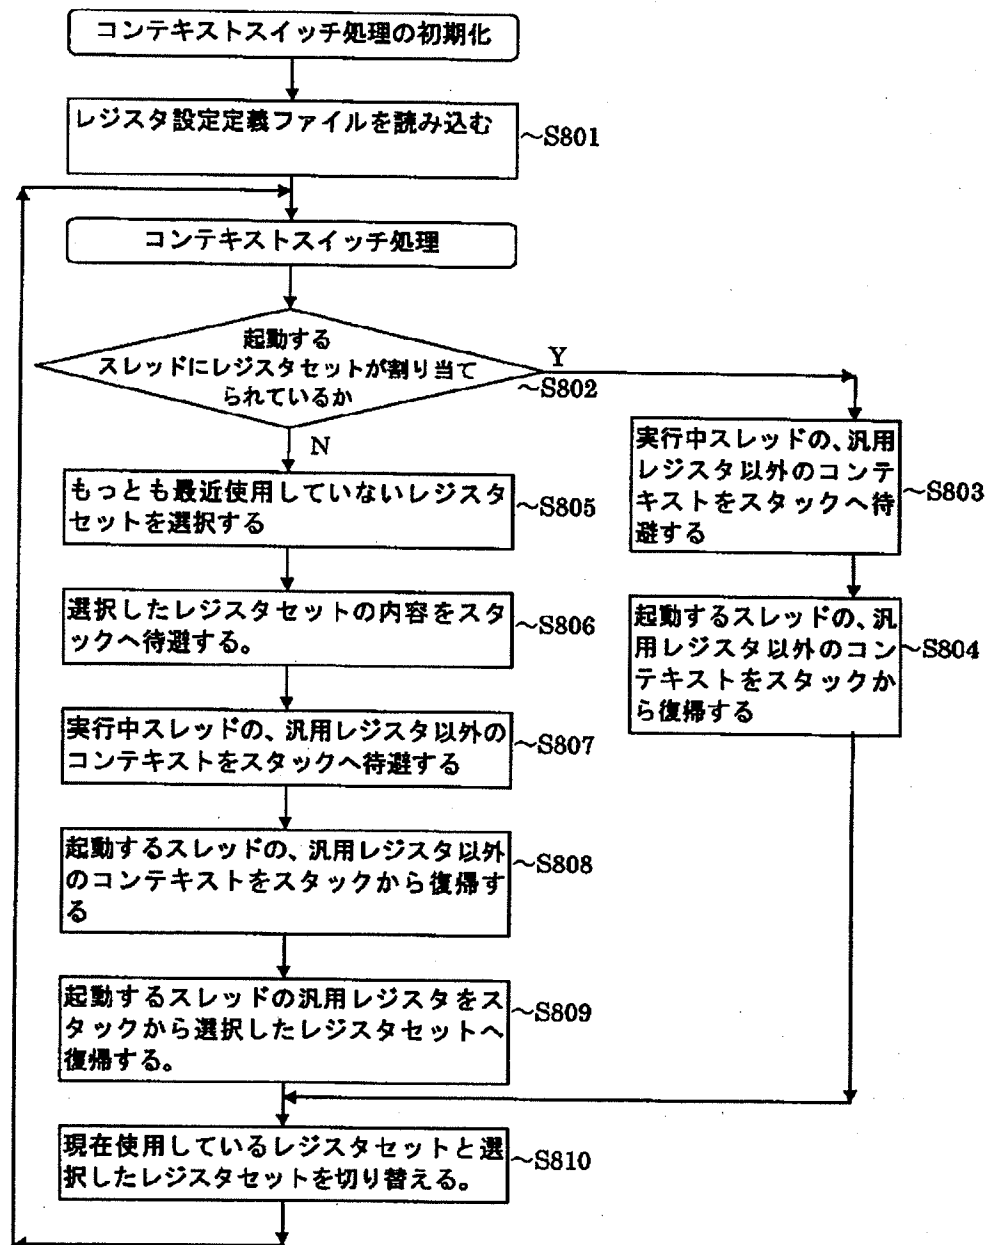 コンテキストスイッチ処理の初期化
レジスタ設定定義ファイルを読み込む
~S801
コンテキストスイッチ処理
起動する
スレッドにレジスタセットが割り当て
られているか
~S802
Y
N
実行中スレッドの、汎用
レジスタ以外のコンテ
キストをスタックへ待
避する
~S803
起動するスレッドの、汎
用レジスタ以外のコン
テキストをスタックか
ら復帰する
~S804
もっとも最近使用していないレジスタ
セットを選択する
~S805
選択したレジスタセットの内容をスタ
ックへ待避する。
~S806
実行中スレッドの、汎用レジスタ以外の
コンテキストをスタックへ待避する
~S807
起動するスレッドの、汎用レジスタ以外
のコンテキストをスタックから復帰す
る
~S808
起動するスレッドの汎用レジスタをス
タックから選択したレジスタセットへ
復帰する。
~S809
現在使用しているレジスタセットと選
択したレジスタセットを切り替える。
~S810